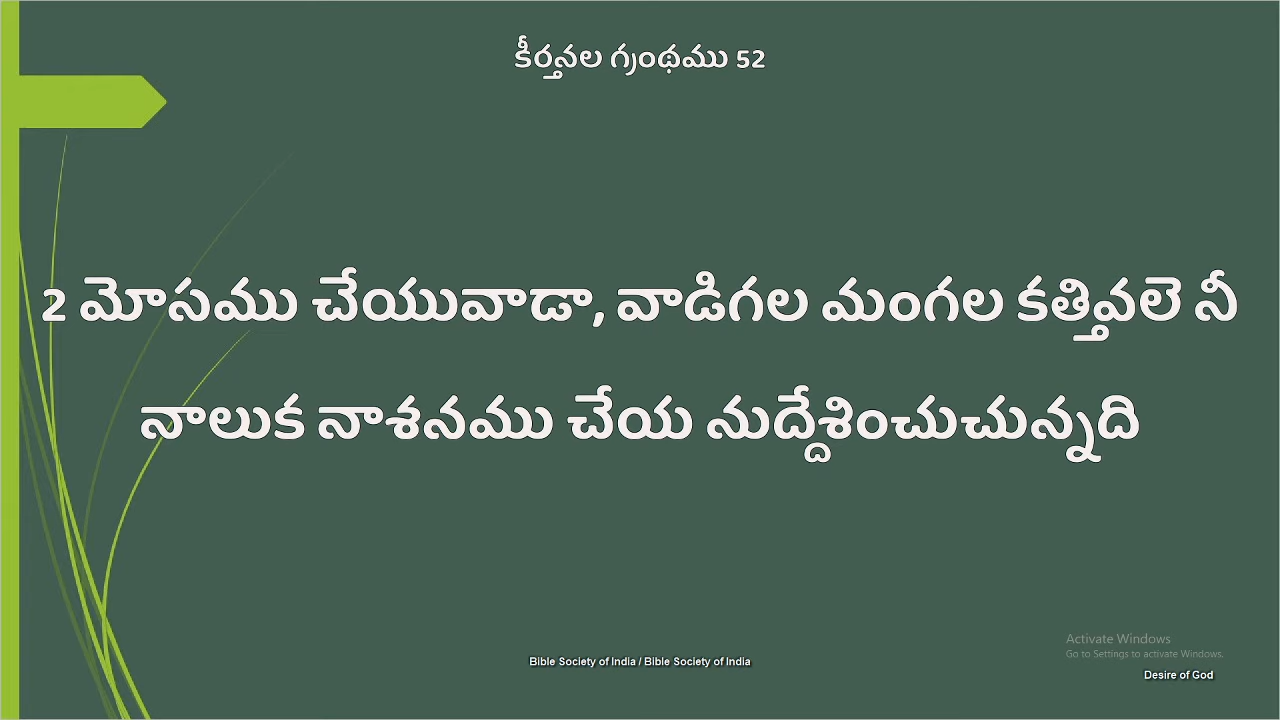 కీర్తనల గ్రంథము 52
2 మోసము చేయువాడా, వాడిగల మంగల కత్తివలె నీ
నాలుక నాశనము చేయ నుద్దేశించుచున్నది
Activate Windows
Go to Settings to activate Windows.
Bible Society of India / Bible Society of India
Desire of God